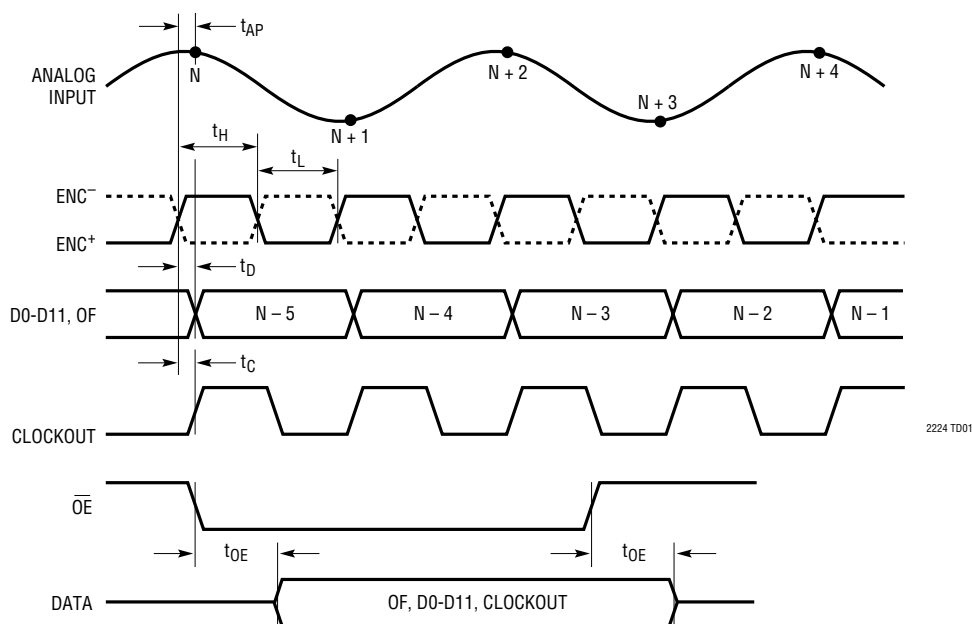 tAP
N
N + 2
N + 4
ANALOG
INPUT
N + 3
N + 1
tH
tL
ENC–
ENC+
tD
D0-D11, OF
N – 5
N – 4
N – 3
N – 2
N – 1
tC
CLOCKOUT
2224 TD01
OE
tOE
tOE
DATA
OF, D0-D11, CLOCKOUT